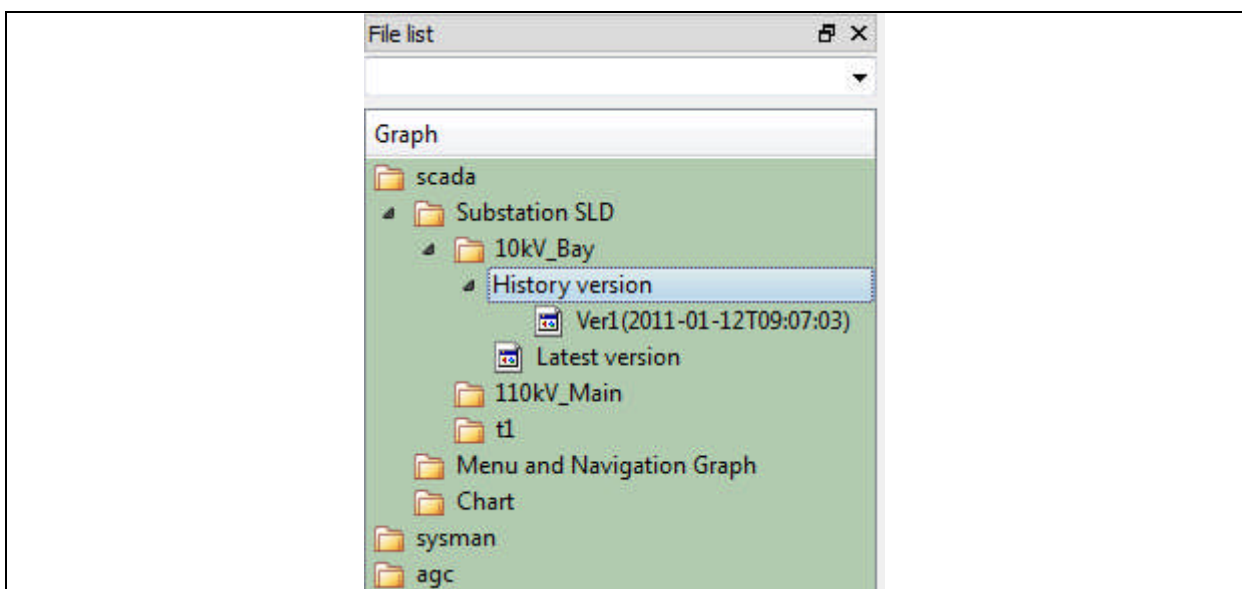 File list
Graph
scada
Substation SLD
10kV_Bay
History version
Ver1(2011-01-12T09:07:03)
Latest version
110kV_Main
t1
Menu and Navigation Graph
Chart
sysman
agc